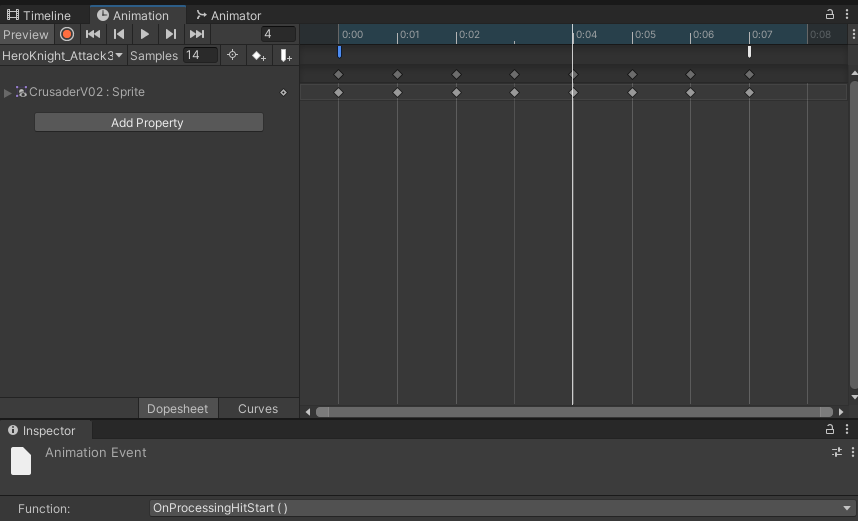 Timeline Animation Animator
Preview 4 0:00 0:01 0:02 0:04 0:05 0:06 0:07 0:08
HeroKnight_Attack3 Samples 14
CrusaderV02 : Sprite
Add Property
Dopesheet Curves
Inspector
Animation Event
Function: OnProcessingHitStart ( )